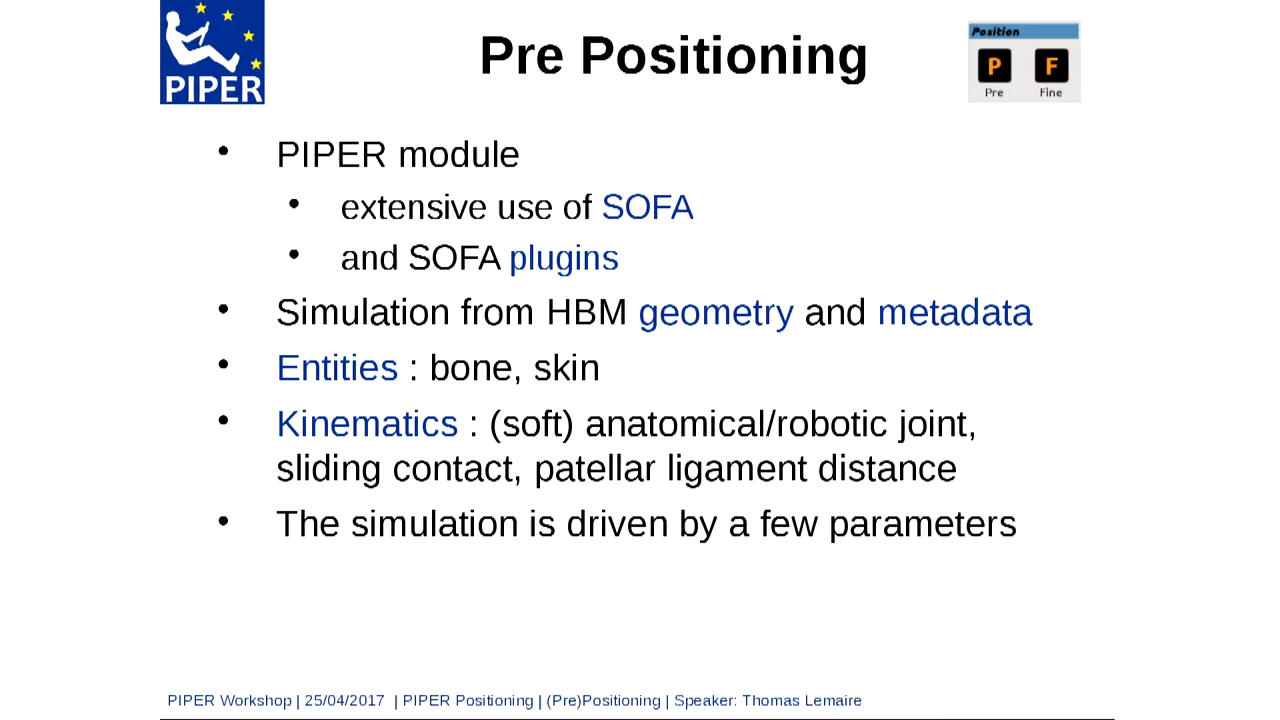 PIPER
Pre Positioning
Position
P F
Pre Fine
• PIPER module
• extensive use of SOFA
• and SOFA plugins
• Simulation from HBM geometry and metadata
• Entities : bone, skin
• Kinematics : (soft) anatomical/robotic joint,
sliding contact, patellar ligament distance
• The simulation is driven by a few parameters
PIPER Workshop | 25/04/2017 | PIPER Positioning | (Pre)Positioning | Speaker: Thomas Lemaire